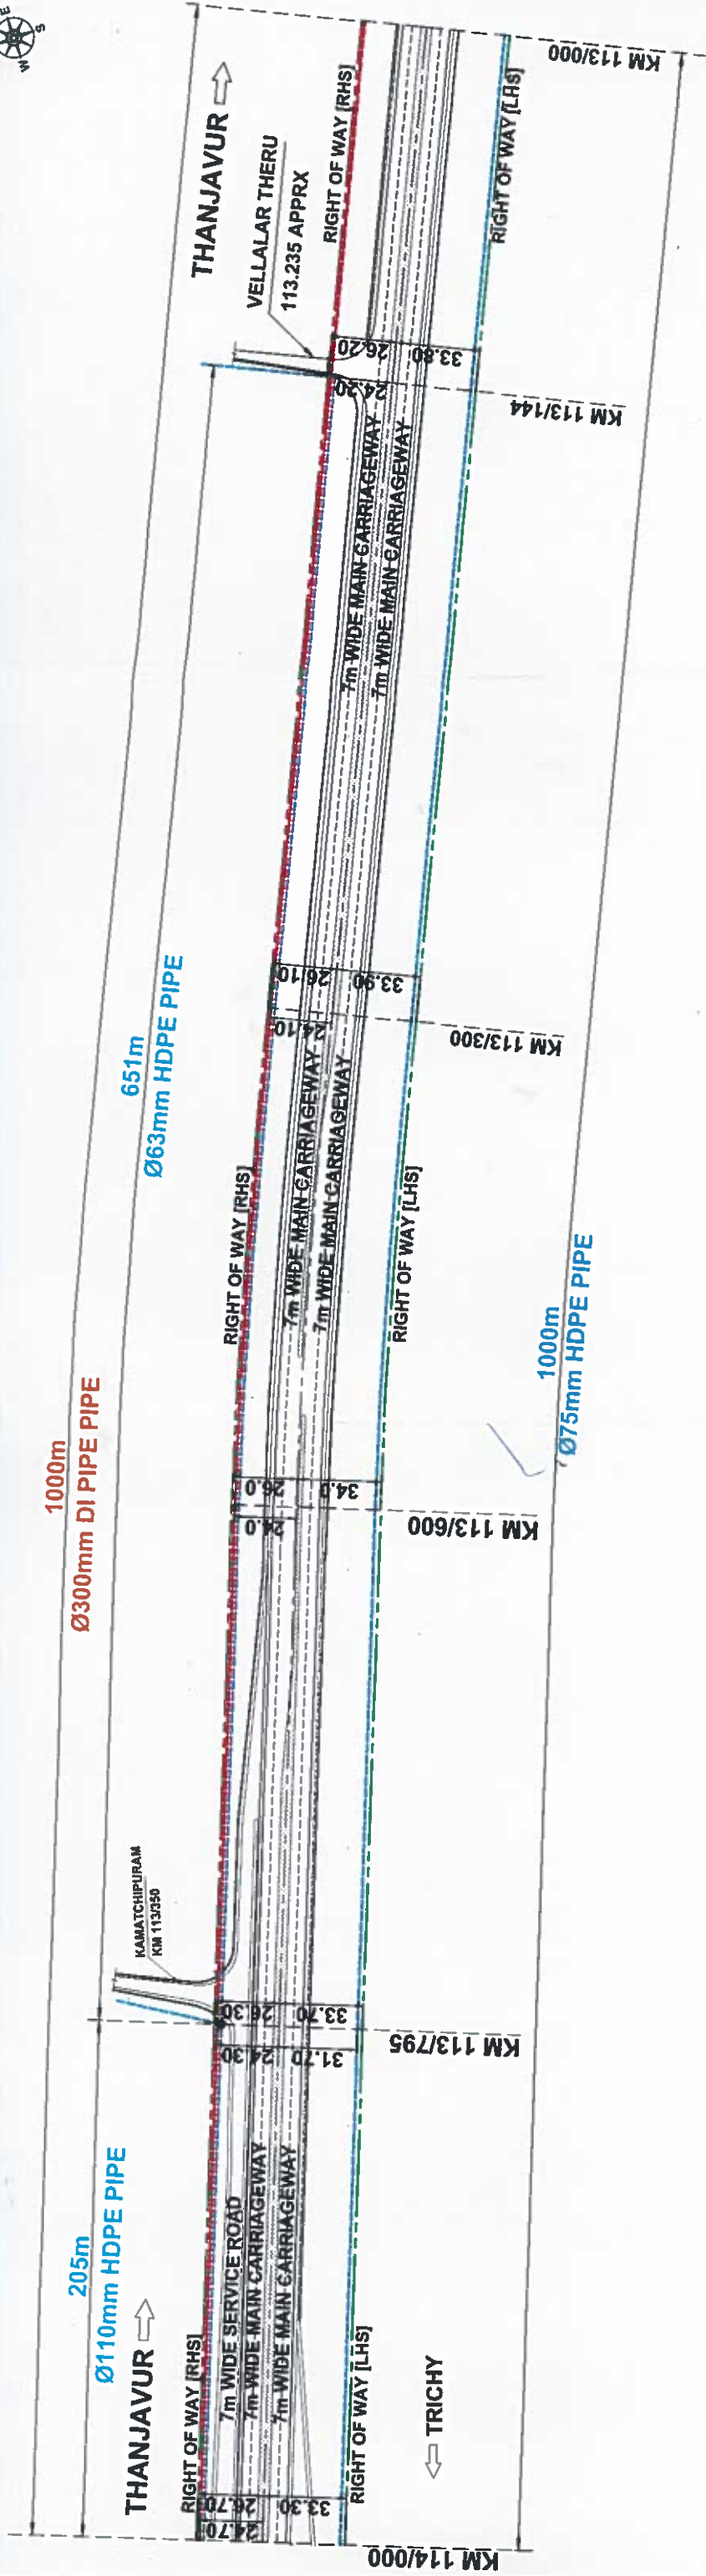 E
S
W
THANJAVUR
VELLALAR THERU
113.235 APPRX
RIGHT OF WAY [RHS]
KM 113/000
RIGHT OF WAY [LHS]
26.20
33.80
24.20
KM 113/144
7m WIDE MAIN CARRIAGEWAY
7m WIDE MAIN CARRIAGEWAY
651m
Ø63mm HDPE PIPE
26.10
33.90
24.10
KM 113/300
RIGHT OF WAY [RHS]
7m WIDE MAIN CARRIAGEWAY
7m WIDE MAIN CARRIAGEWAY
RIGHT OF WAY [LHS]
1000m
Ø300mm DI PIPE PIPE
1000m
Ø75mm HDPE PIPE
26.0
34.0
24.0
KM 113/600
KAMATCHIPURAM
KM 113/350
26.30
33.70
24.30
31.70
KM 113/795
205m
Ø110mm HDPE PIPE
THANJAVUR
RIGHT OF WAY [RHS]
7m WIDE SERVICE ROAD
7m WIDE MAIN CARRIAGEWAY
7m WIDE MAIN CARRIAGEWAY
RIGHT OF WAY [LHS]
TRICHY
26.70
33.30
24.70
KM 114/000